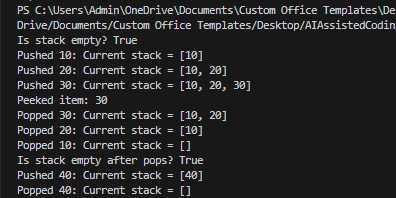 PS C:\Users\Admin\OneDrive\Documents\Custom Office Templates\De
Drive/Documents/Custom Office Templates/Desktop/AIAssistedCoding
Is stack empty? True
Pushed 10: Current stack = [10]
Pushed 20: Current stack = [10, 20]
Pushed 30: Current stack = [10, 20, 30]
Peeked item: 30
Popped 30: Current stack = [10, 20]
Popped 20: Current stack = [10]
Popped 10: Current stack = []
Is stack empty after pops? True
Pushed 40: Current stack = [40]
Popped 40: Current stack = []